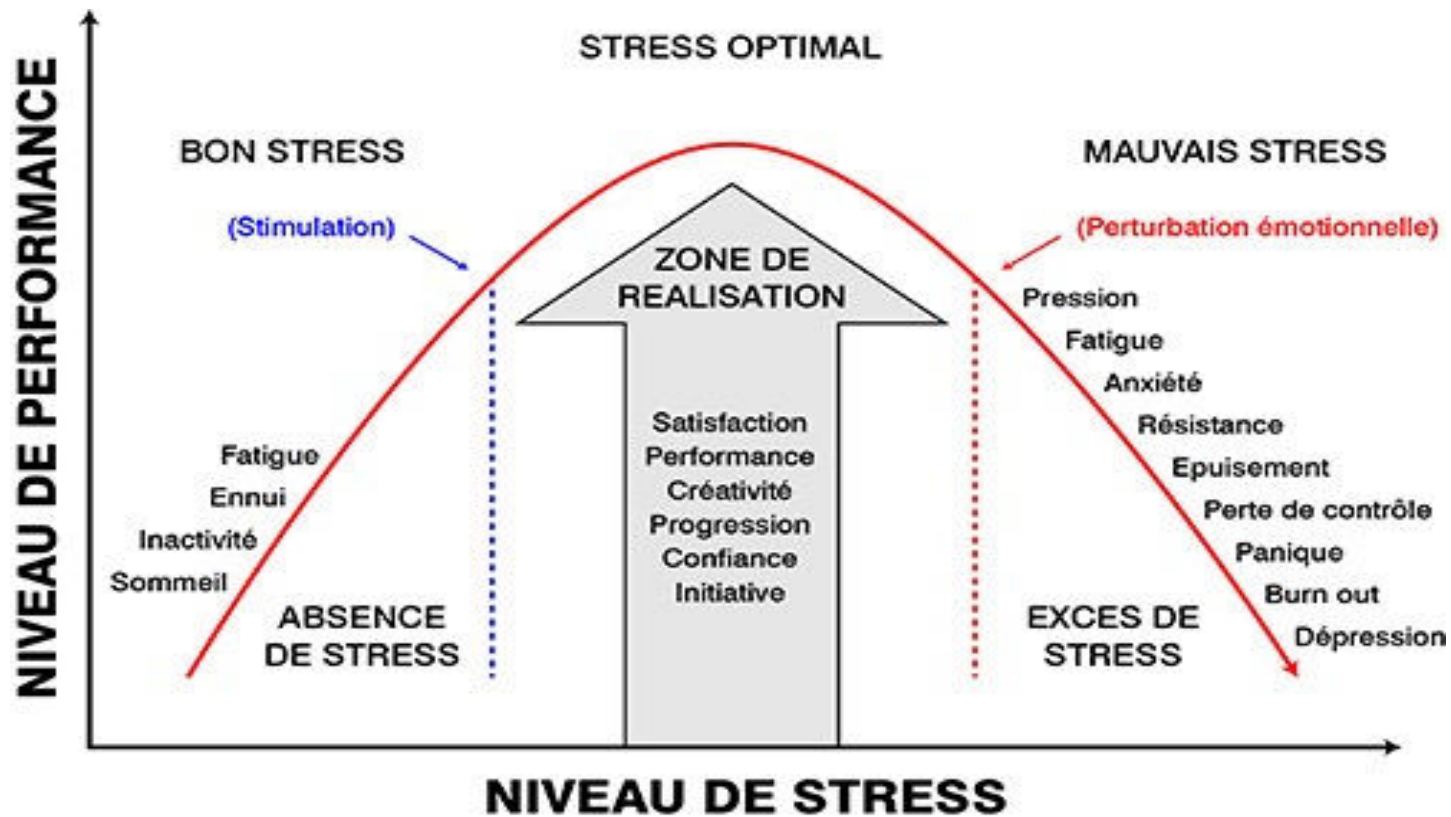 STRESS OPTIMAL
BON STRESS
(Stimulation)
MAUVAIS STRESS
(Perturbation émotionnelle)
NIVEAU DE PERFORMANCE
ZONE DE
REALISATION
Satisfaction
Performance
Créativité
Progression
Confiance
Initiative
Fatigue
Ennui
Inactivité
Sommeil
ABSENCE
DE STRESS
Pression
Fatigue
Anxiété
Résistance
Epuisement
Perte de contrôle
Panique
Burn out
Dépression
EXCES DE
STRESS
NIVEAU DE STRESS